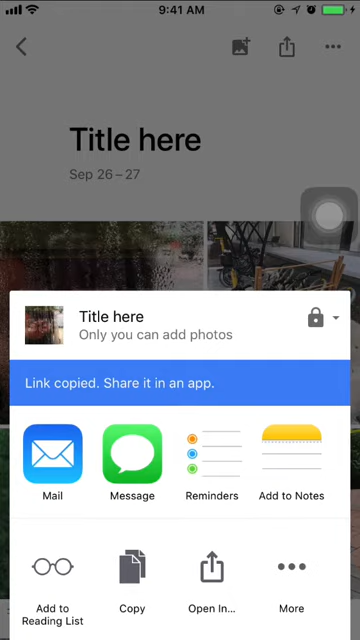 9:41 AM
Title here
Sep 26 – 27
Title here
Only you can add photos
Link copied. Share it in an app.
Mail
Message
Reminders
Add to Notes
Add to
Reading List
Copy
Open In...
More